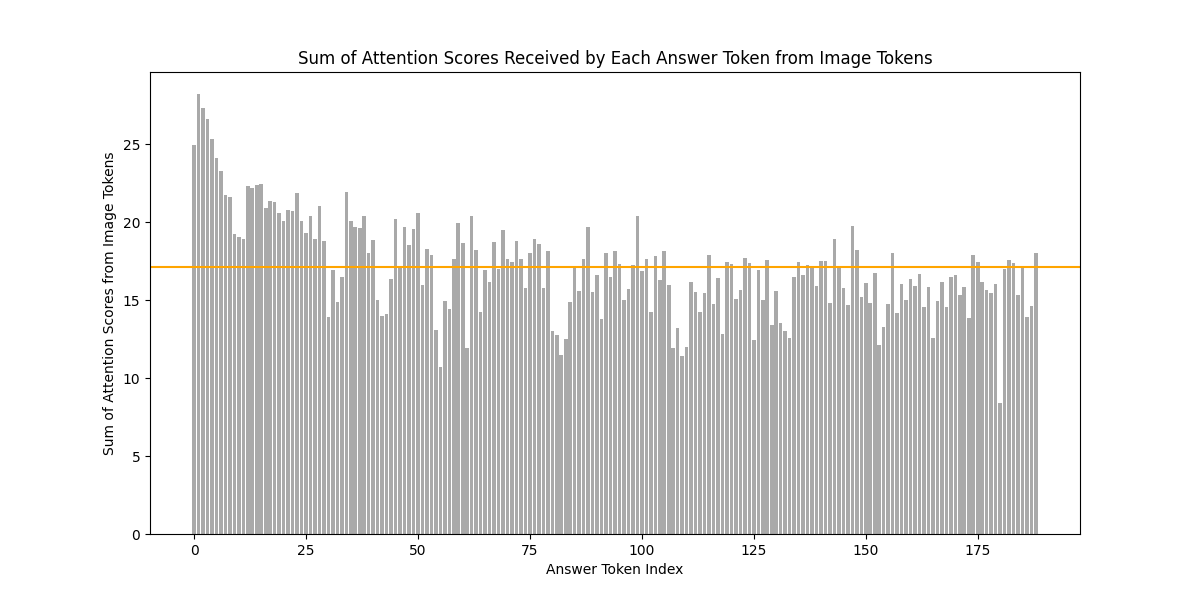 Sum of Attention Scores Received by Each Answer Token from Image Tokens
Sum of Attention Scores from Image Tokens
25
20
15
10
5
0
0 25 50 75 100 125 150 175
Answer Token Index